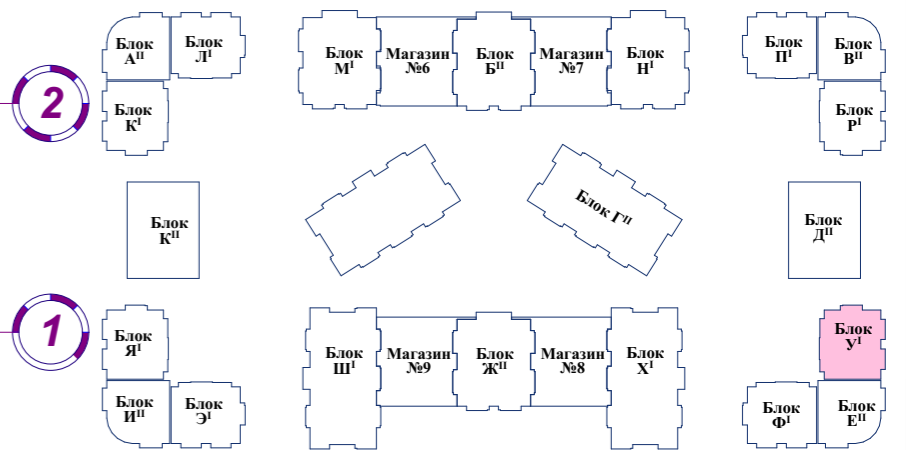 Блок
Aᴵᴵ
Блок
Лᴵ
Блок
Мᴵ
Магазин
№6
Блок
Бᴵᴵ
Магазин
№7
Блок
Нᴵ
Блок
Пᴵ
Блок
Вᴵᴵ
2
Блок
Кᴵ
Блок
Рᴵ
Блок
Кᴵᴵ
Блок Гᴵᴵ
Блок
Дᴵᴵ
1
Блок
Яᴵ
Блок
Шᴵ
Магазин
№9
Блок
Жᴵᴵ
Магазин
№8
Блок
Хᴵ
Блок
Уᴵ
Блок
Иᴵᴵ
Блок
Эᴵ
Блок
Фᴵ
Блок
Еᴵᴵ